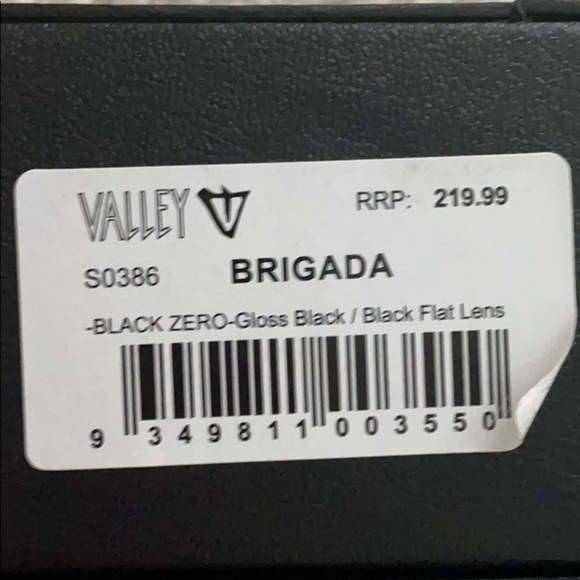 VALLEY RRP: 219.99
S0386 BRIGADA
-BLACK ZERO-Gloss Black / Black Flat Lens
9 349811 003550